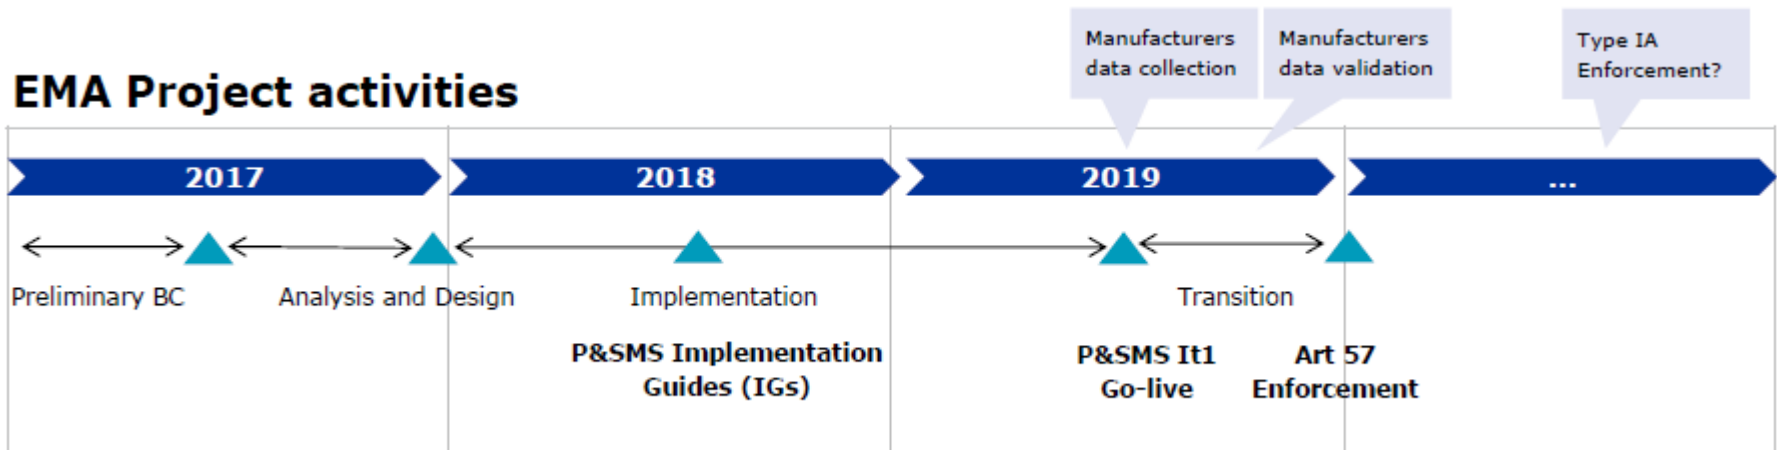 Manufacturers
data collection
Manufacturers
data validation
Type IA
Enforcement?
EMA Project activities
2017
2018
2019
...
Preliminary BC
Analysis and Design
Implementation
Transition
P&SMS Implementation
Guides (IGs)
P&SMS It1
Go-live
Art 57
Enforcement